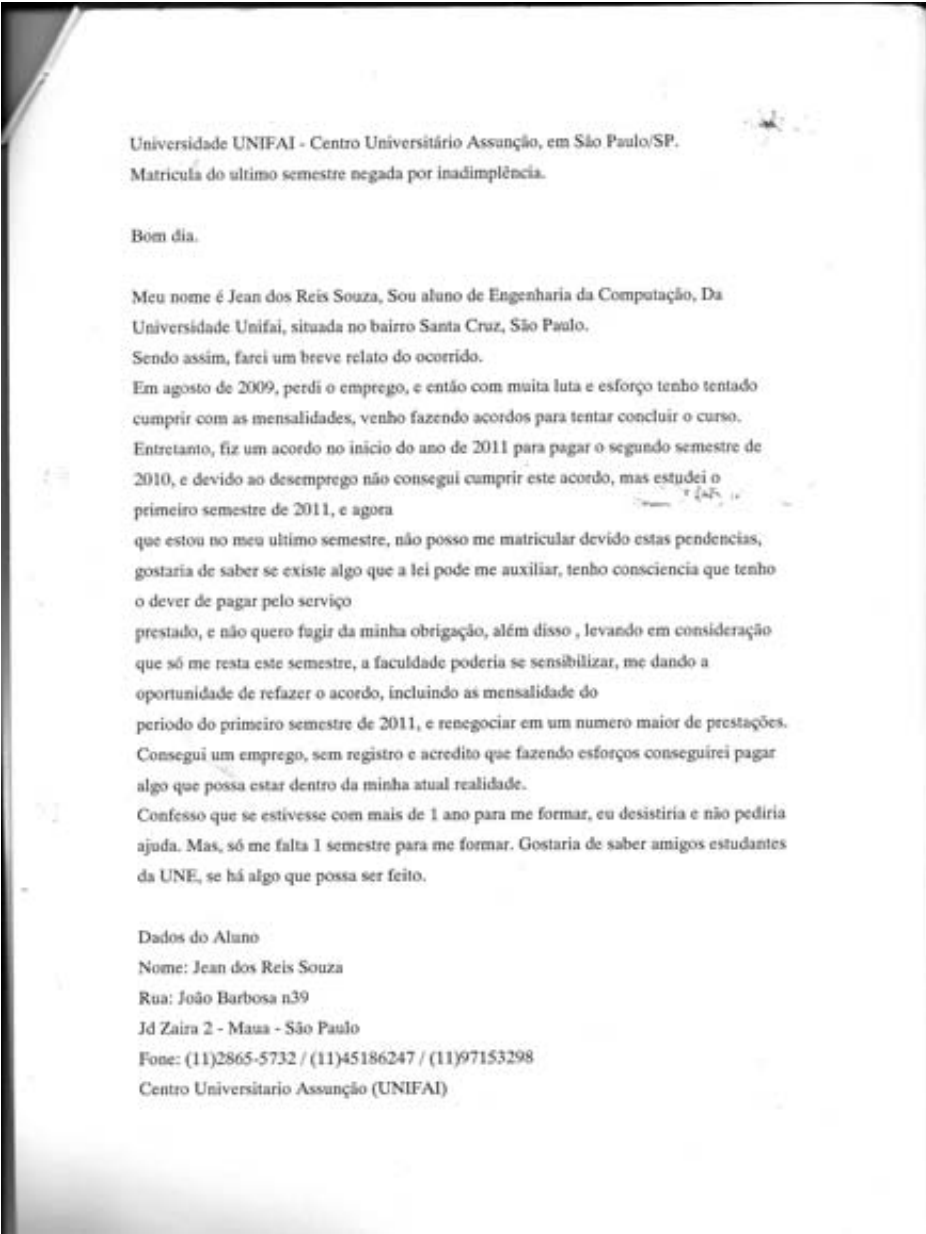 Universidade UNIFAI - Centro Universitário Assunção, em São Paulo/SP.
Matricula do ultimo semestre negada por inadimplência.
Bom dia.
Meu nome é Jean dos Reis Souza, Sou aluno de Engenharia da Computação, Da
Universidade Unifai, situada no bairro Santa Cruz, São Paulo.
Sendo assim, farei um breve relato do ocorrido.
Em agosto de 2009, perdi o emprego, e então com muita luta e esforço tenho tentado
cumprir com as mensalidades, venho fazendo acordos para tentar concluir o curso.
Entretanto, fiz um acordo no inicio do ano de 2011 para pagar o segundo semestre de
2010, e devido ao desemprego não consegui cumprir este acordo, mas estudei o
primeiro semestre de 2011, e agora
que estou no meu ultimo semestre, não posso me matricular devido estas pendencias,
gostaria de saber se existe algo que a lei pode me auxiliar, tenho consciencia que tenho
o dever de pagar pelo serviço
prestado, e não quero fugir da minha obrigação, além disso , levando em consideração
que só me resta este semestre, a faculdade poderia se sensibilizar, me dando a
oportunidade de refazer o acordo, incluindo as mensalidade do
periodo do primeiro semestre de 2011, e renegociar em um numero maior de prestações.
Consegui um emprego, sem registro e acredito que fazendo esforços conseguirei pagar
algo que possa estar dentro da minha atual realidade.
Confesso que se estivesse com mais de 1 ano para me formar, eu desistiria e não pediria
ajuda. Mas, só me falta 1 semestre para me formar. Gostaria de saber amigos estudantes
da UNE, se há algo que possa ser feito.
Dados do Aluno
Nome: Jean dos Reis Souza
Rua: João Barbosa n39
Jd Zaira 2 - Maua - São Paulo
Fone: (11)2865-5732 / (11)45186247 / (11)97153298
Centro Universitario Assunção (UNIFAI)